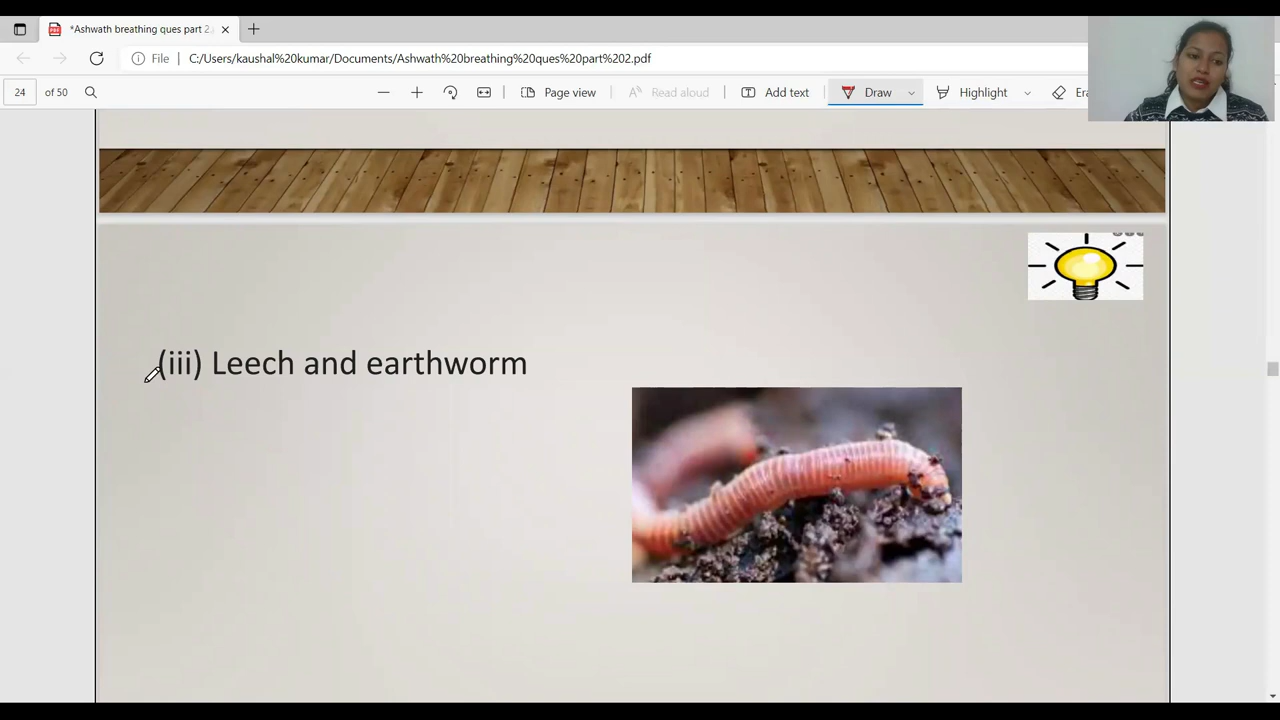 *Ashwath breathing ques part 2.
File
C:/Users/kaushal%20kumar/Documents/Ashwath%20breathing%20ques%20part%202.pdf
24 of 50
Page view
Read aloud
Add text
Draw
Highlight
(iii) Leech and earthworm